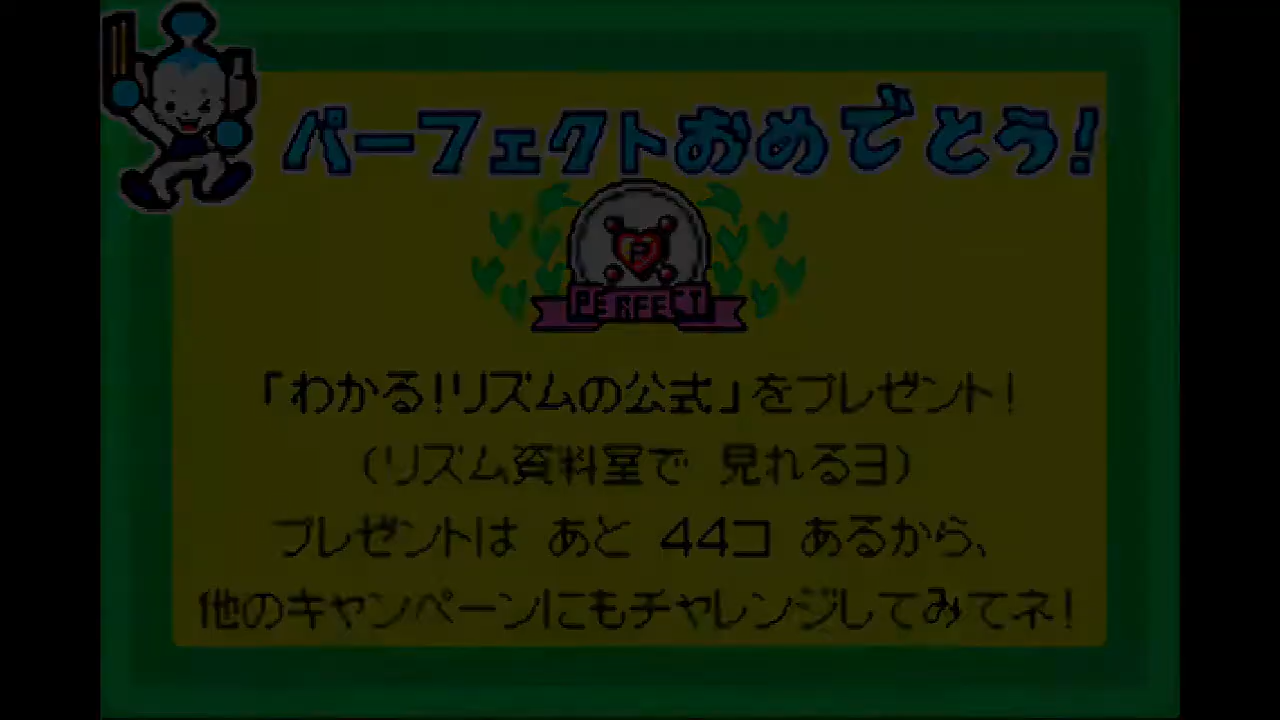 パーフェクトおめでとう!
P
PERFECT
「わかる!リズムの公式」をプレゼント!
(リズム資料室で 見れるヨ)
プレゼントは あと 44コ あるから、
他のキャンペーンにもチャレンジしてみてネ!